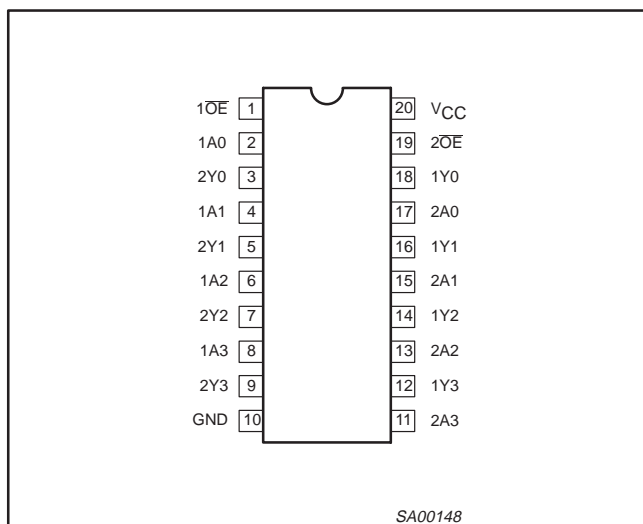 1O̅E̅ 1 20 VCC
1A0 2 19 2O̅E̅
2Y0 3 18 1Y0
1A1 4 17 2A0
2Y1 5 16 1Y1
1A2 6 15 2A1
2Y2 7 14 1Y2
1A3 8 13 2A2
2Y3 9 12 1Y3
GND 10 11 2A3
SA00148